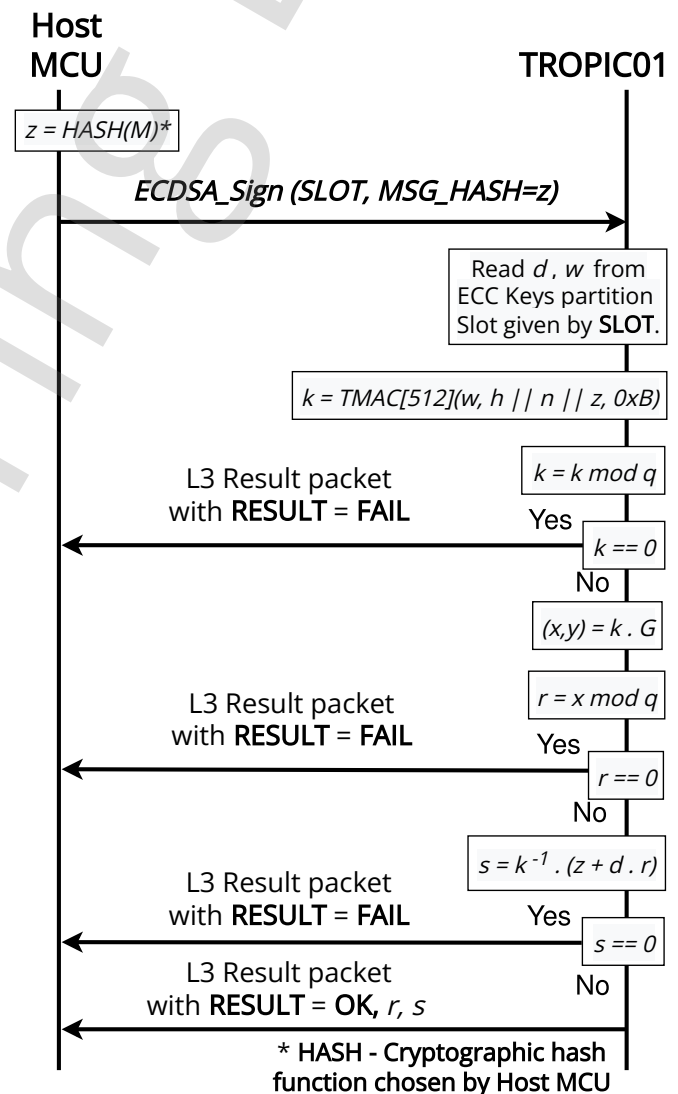 Host
MCU
TROPIC01
z = HASH(M)*
ECDSA_Sign (SLOT, MSG_HASH=z)
Read d , w from
ECC Keys partition
Slot given by SLOT.
k = TMAC[512](w, h || n || z, 0xB)
k = k mod q
L3 Result packet
with RESULT = FAIL
Yes
k == 0
No
(x,y) = k . G
r = x mod q
L3 Result packet
with RESULT = FAIL
Yes
r == 0
No
s = k⁻¹ . (z + d . r)
L3 Result packet
with RESULT = FAIL
Yes
s == 0
No
L3 Result packet
with RESULT = OK, r, s
* HASH - Cryptographic hash
function chosen by Host MCU